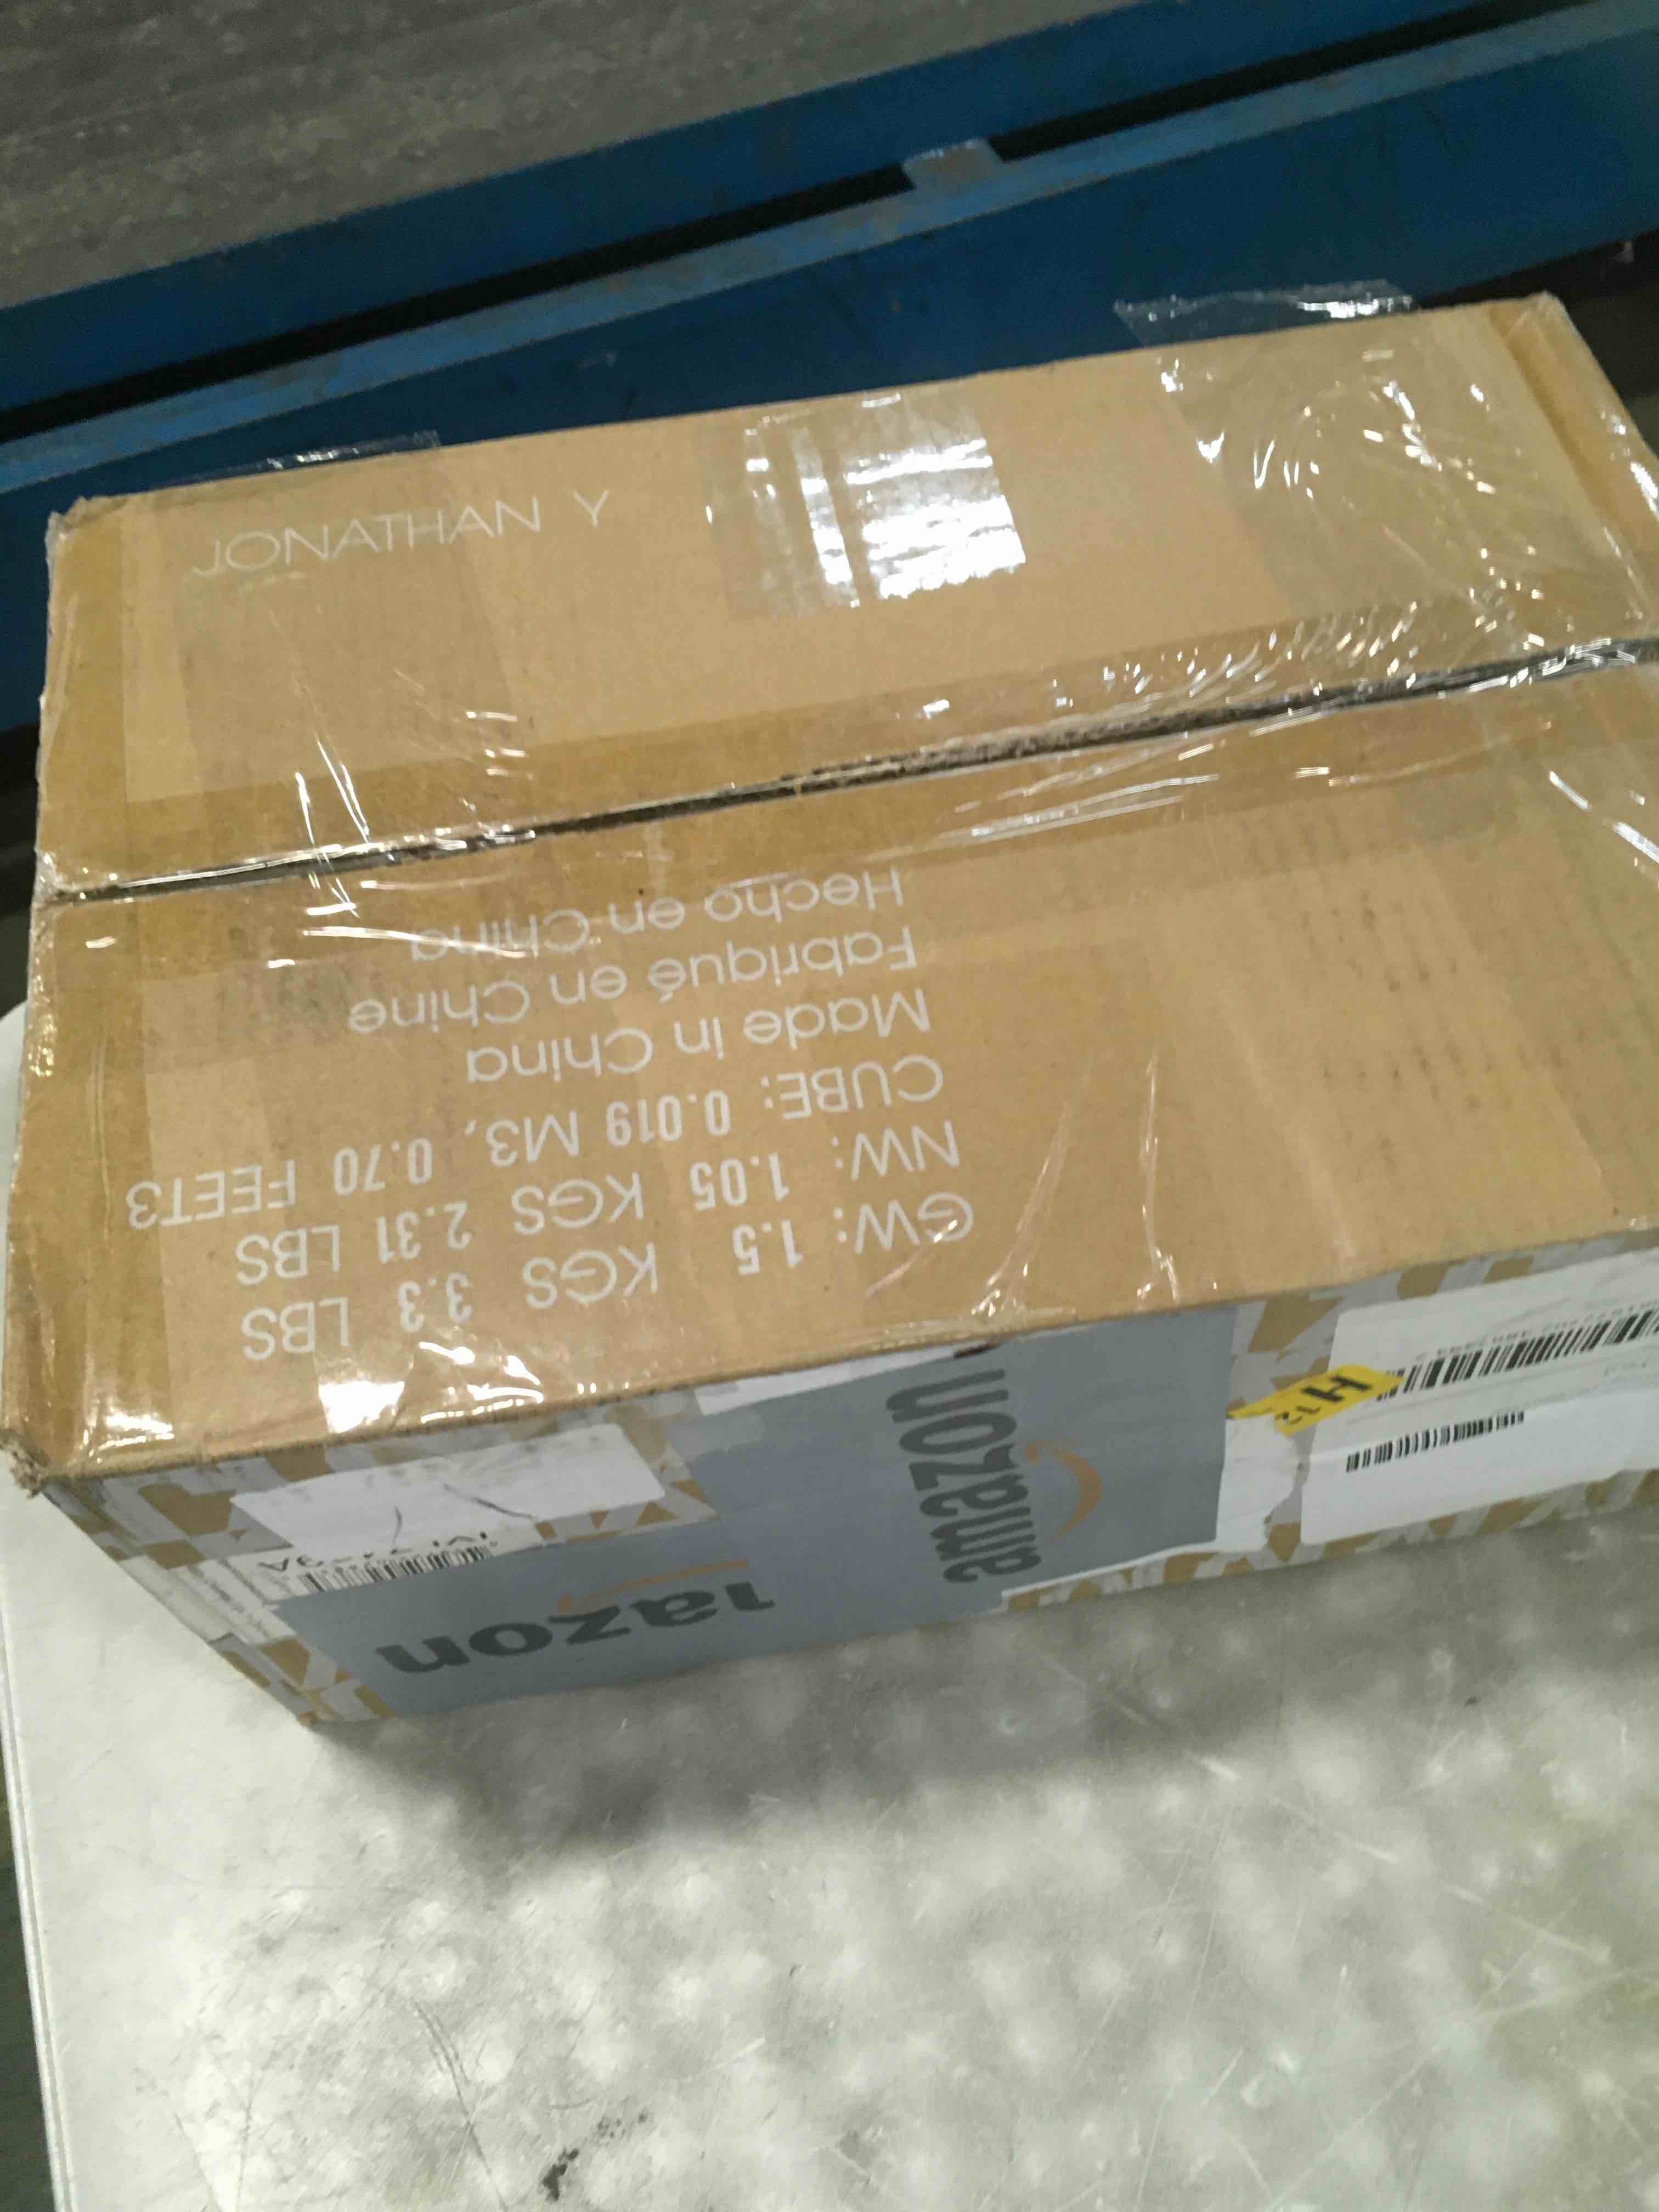 JONATHAN Y
GW: 1.5 KGS 3.3 LBS
NW: 1.05 KGS 2.31 LBS
CUBE: 0.019 M3, 0.70 FEET3
Made in China
Fabriqué en Chine
Hecho en China
amazon
azon
H12